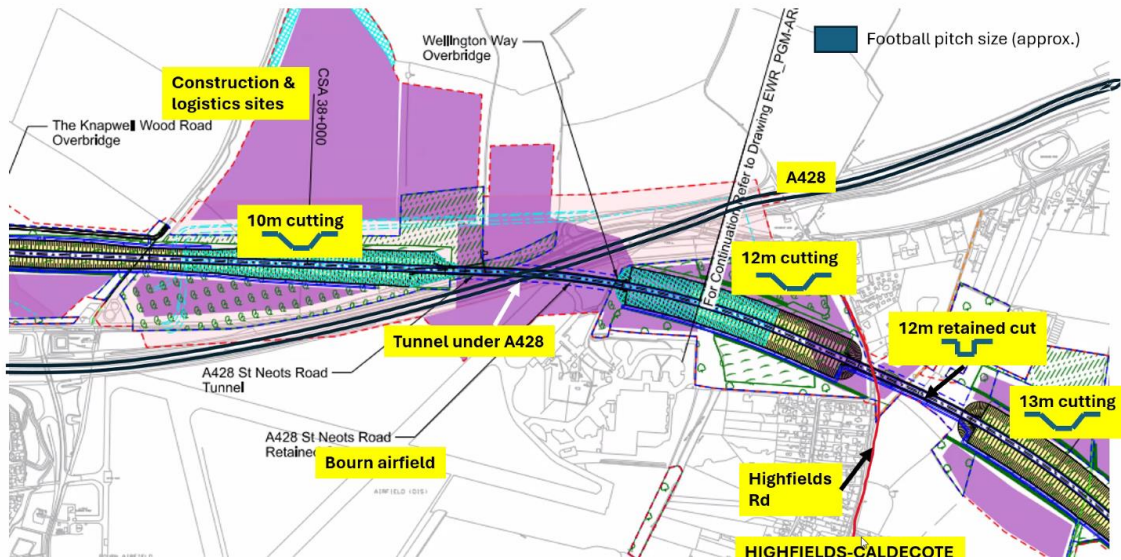 Wellington Way
Overbridge
Football pitch size (approx.)
Construction &
logistics sites
CSA 38+000
The Knapwell Wood Road
Overbridge
For Continuation Refer to Drawing EWR_PGM-AR
A428
10m cutting
12m cutting
12m retained cut
Tunnel under A428
A428 St Neots Road
Tunnel
13m cutting
A428 St Neots Road
Retained
Bourn airfield
AIRFIELD (DIS)
Highfields
Rd
HIGHFIELDS-CALDECOTE